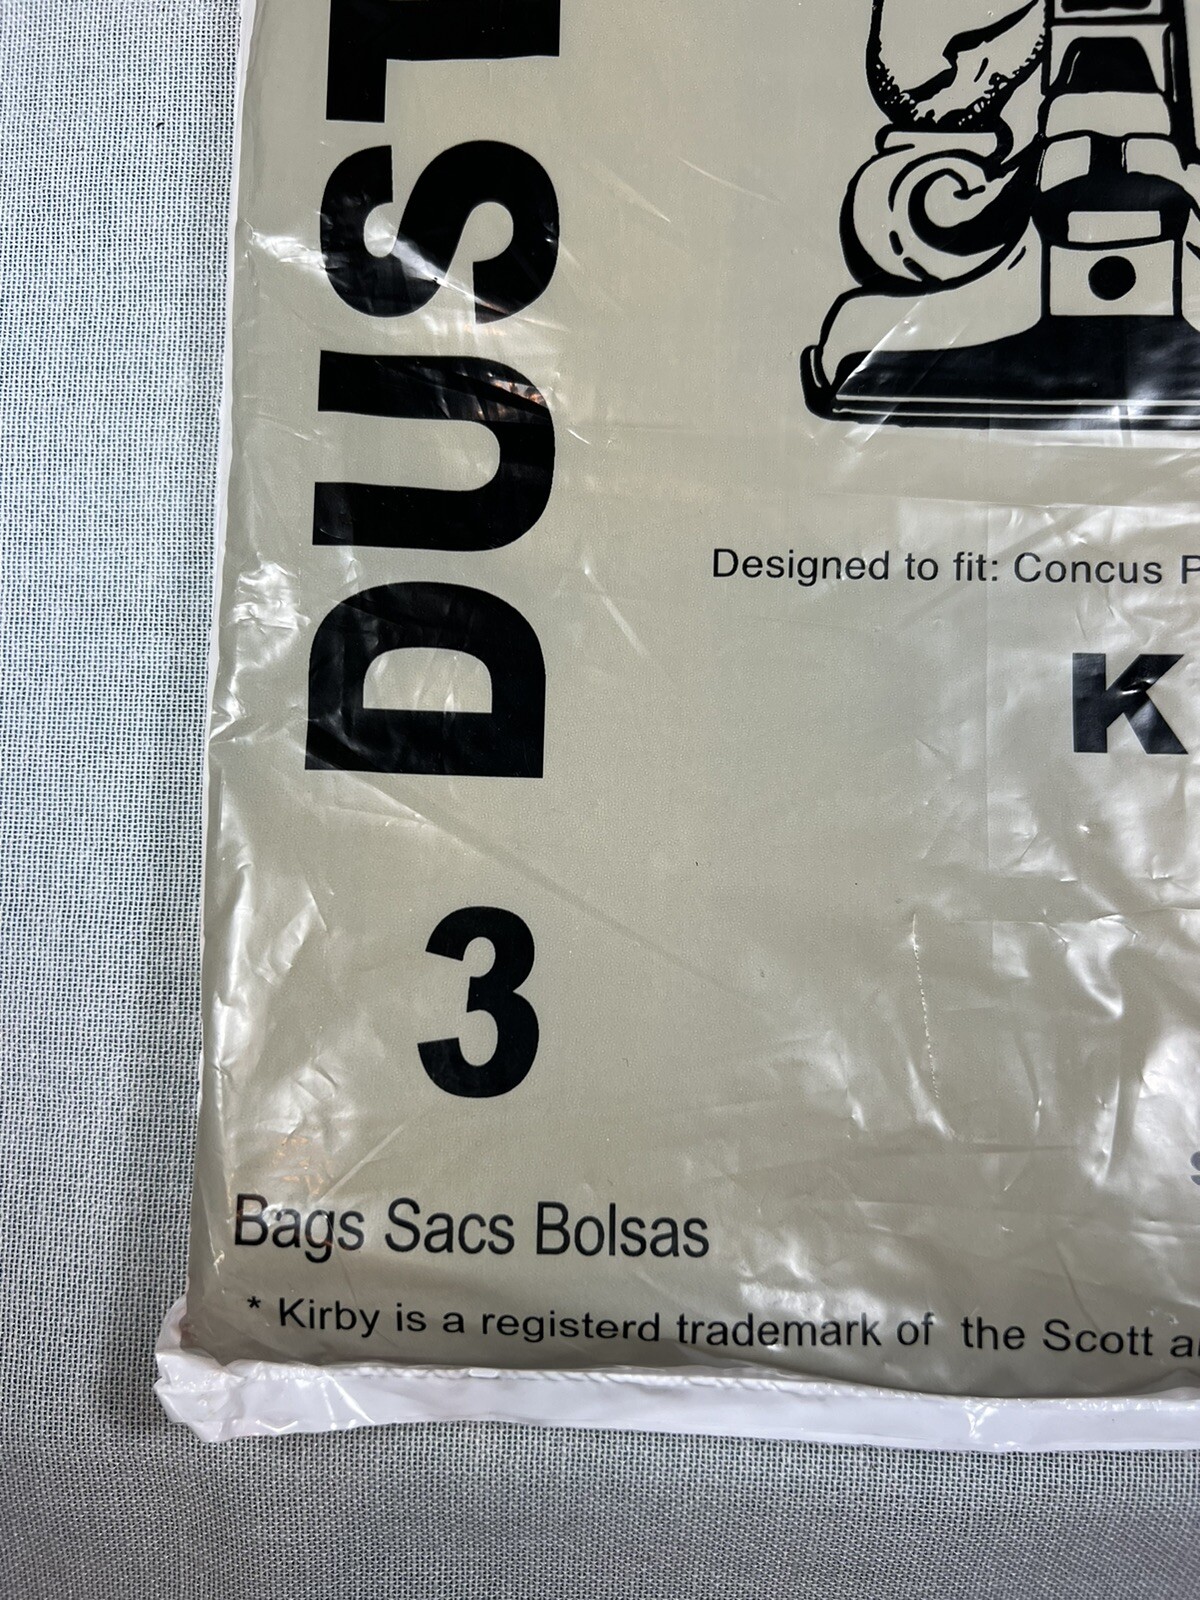 DUST
Designed to fit: Concus P
K
3
Bags Sacs Bolsas
* Kirby is a registerd trademark of the Scott a